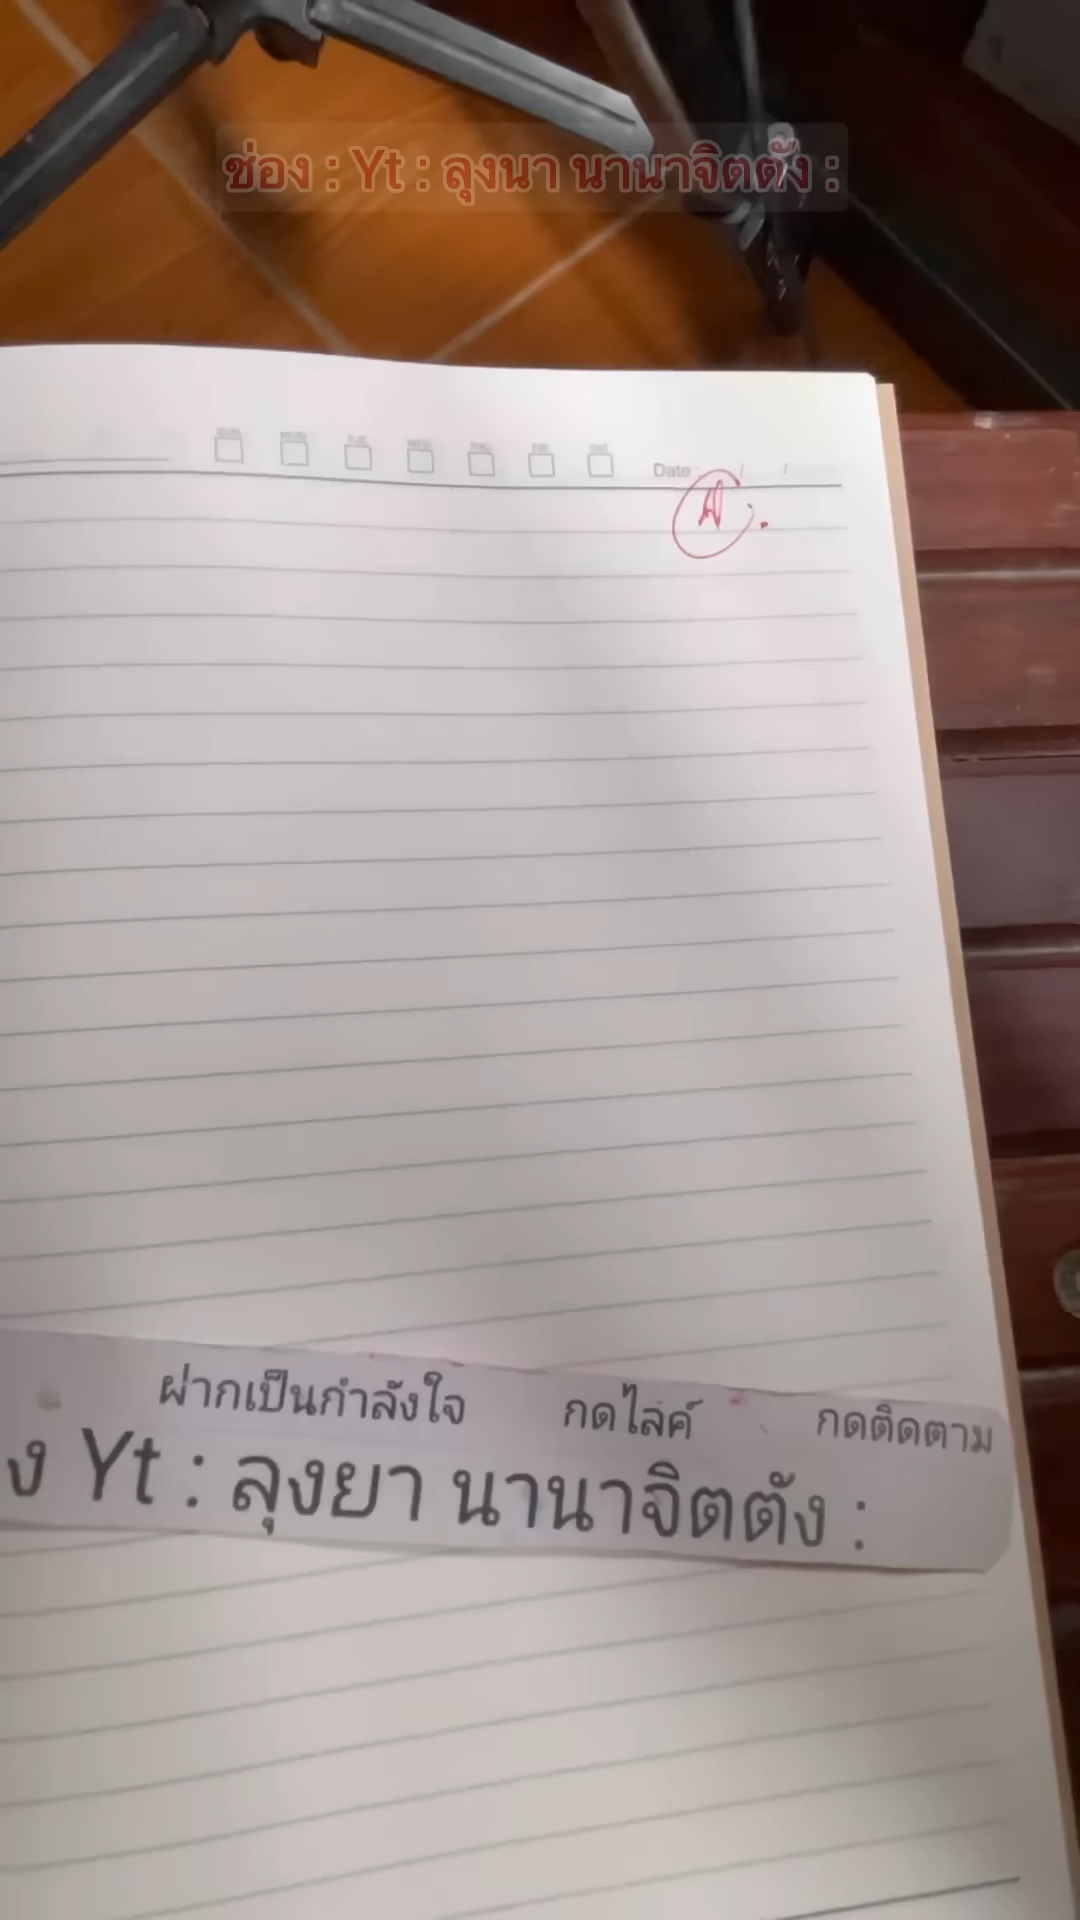 ช่อง : Yt : ลุงนา นานาจิตตัง :
Date / /
ผ่ากเป็นกำลังใจ กดไลค์ กดติดตาม
ง Yt : ลุงยา นานาจิตตัง :